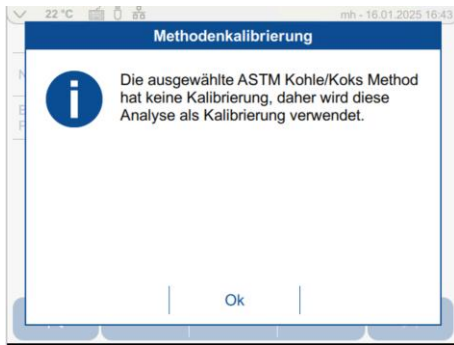 22 °C
mh - 16.01.2025 16:43
Methodenkalibrierung
Die ausgewählte ASTM Kohle/Koks Method
hat keine Kalibrierung, daher wird diese
Analyse als Kalibrierung verwendet.
Ok